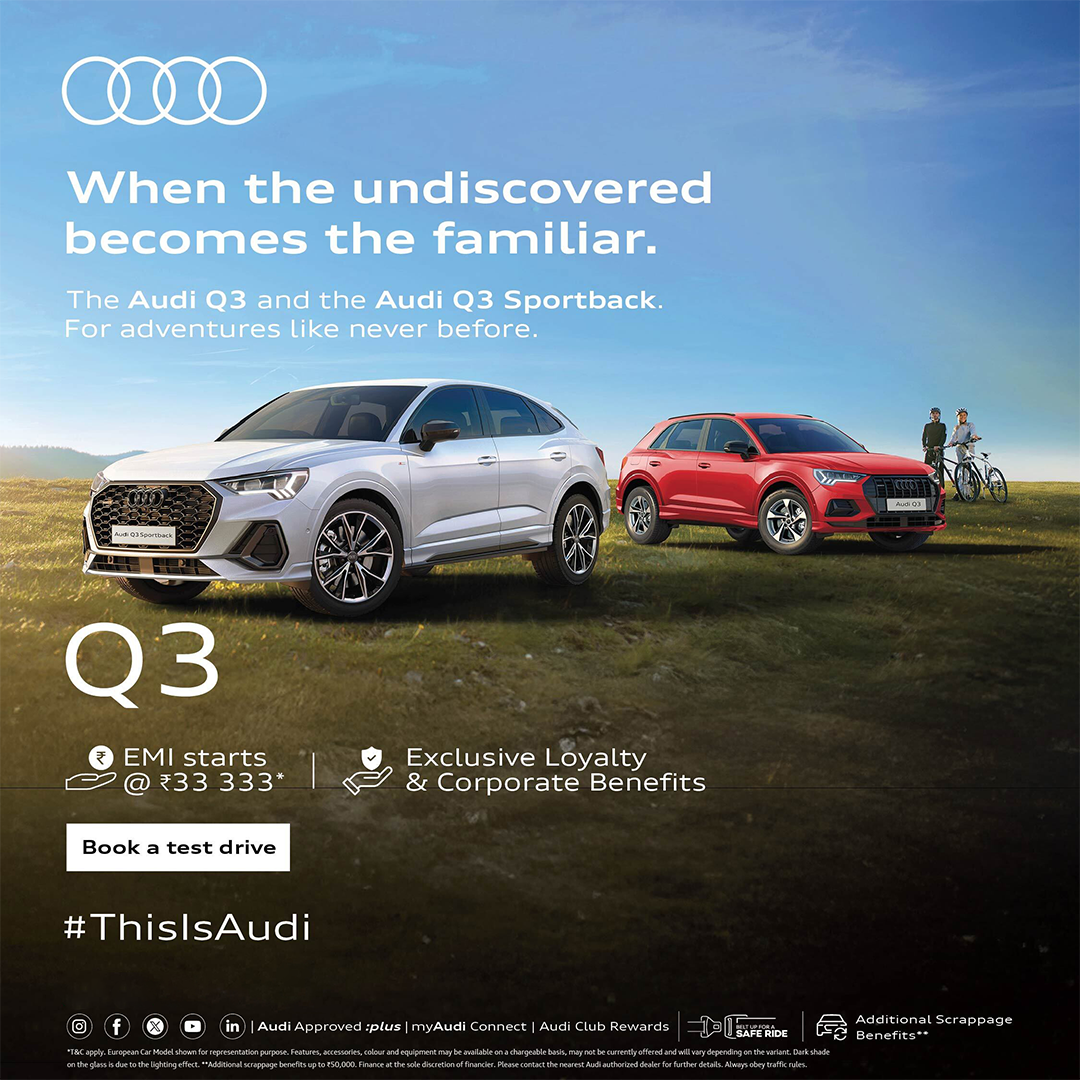 When the undiscovered
becomes the familiar.
The Audi Q3 and the Audi Q3 Sportback.
For adventures like never before.
Audi Q3 Sportback
Audi Q3
Q3
EMI starts
@ ₹33 333*
Exclusive Loyalty
& Corporate Benefits
Book a test drive
#ThisIsAudi
| Audi Approved :plus | myAudi Connect | Audi Club Rewards
BELT UP FOR A
SAFE RIDE
Additional Scrappage
Benefits**
*T&C apply. European Car Model shown for representation purpose. Features, accessories, colour and equipment may be available on a chargeable basis, may not be currently offered and will vary depending on the variant. Dark shade
on the glass is due to the lighting effect. **Additional scrappage benefits up to ₹50,000. Finance at the sole discretion of financier. Please contact the nearest Audi authorized dealer for further details. Always obey traffic rules.